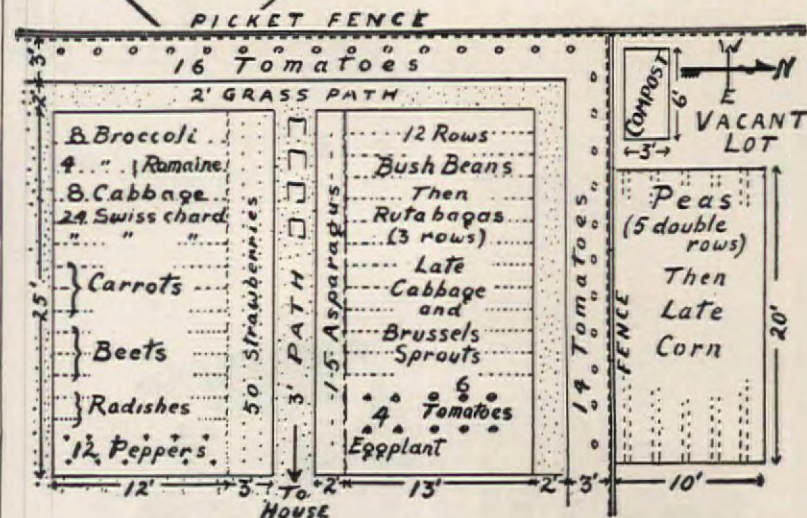 PICKET FENCE
16 Tomatoes
3'
2'
2' GRASS PATH
25'
8 Broccoli
4 " Romaine
8 Cabbage
24 Swiss chard
" " "
Carrots
Beets
Radishes
12 Peppers
50 Strawberries
3' PATH
TO HOUSE
15 Asparagus
12 Rows
Bush Beans
Then
Rutabagas
(3 rows)
Late
Cabbage
and
Brussels
Sprouts
6
4 Tomatoes
Eggplant
14 Tomatoes
12'
3'
2'
13'
2'
3'
COMPOST
6'
3'
W
N
E
VACANT
LOT
FENCE
Peas
(5 double
rows)
Then
Late
Corn
20'
10'